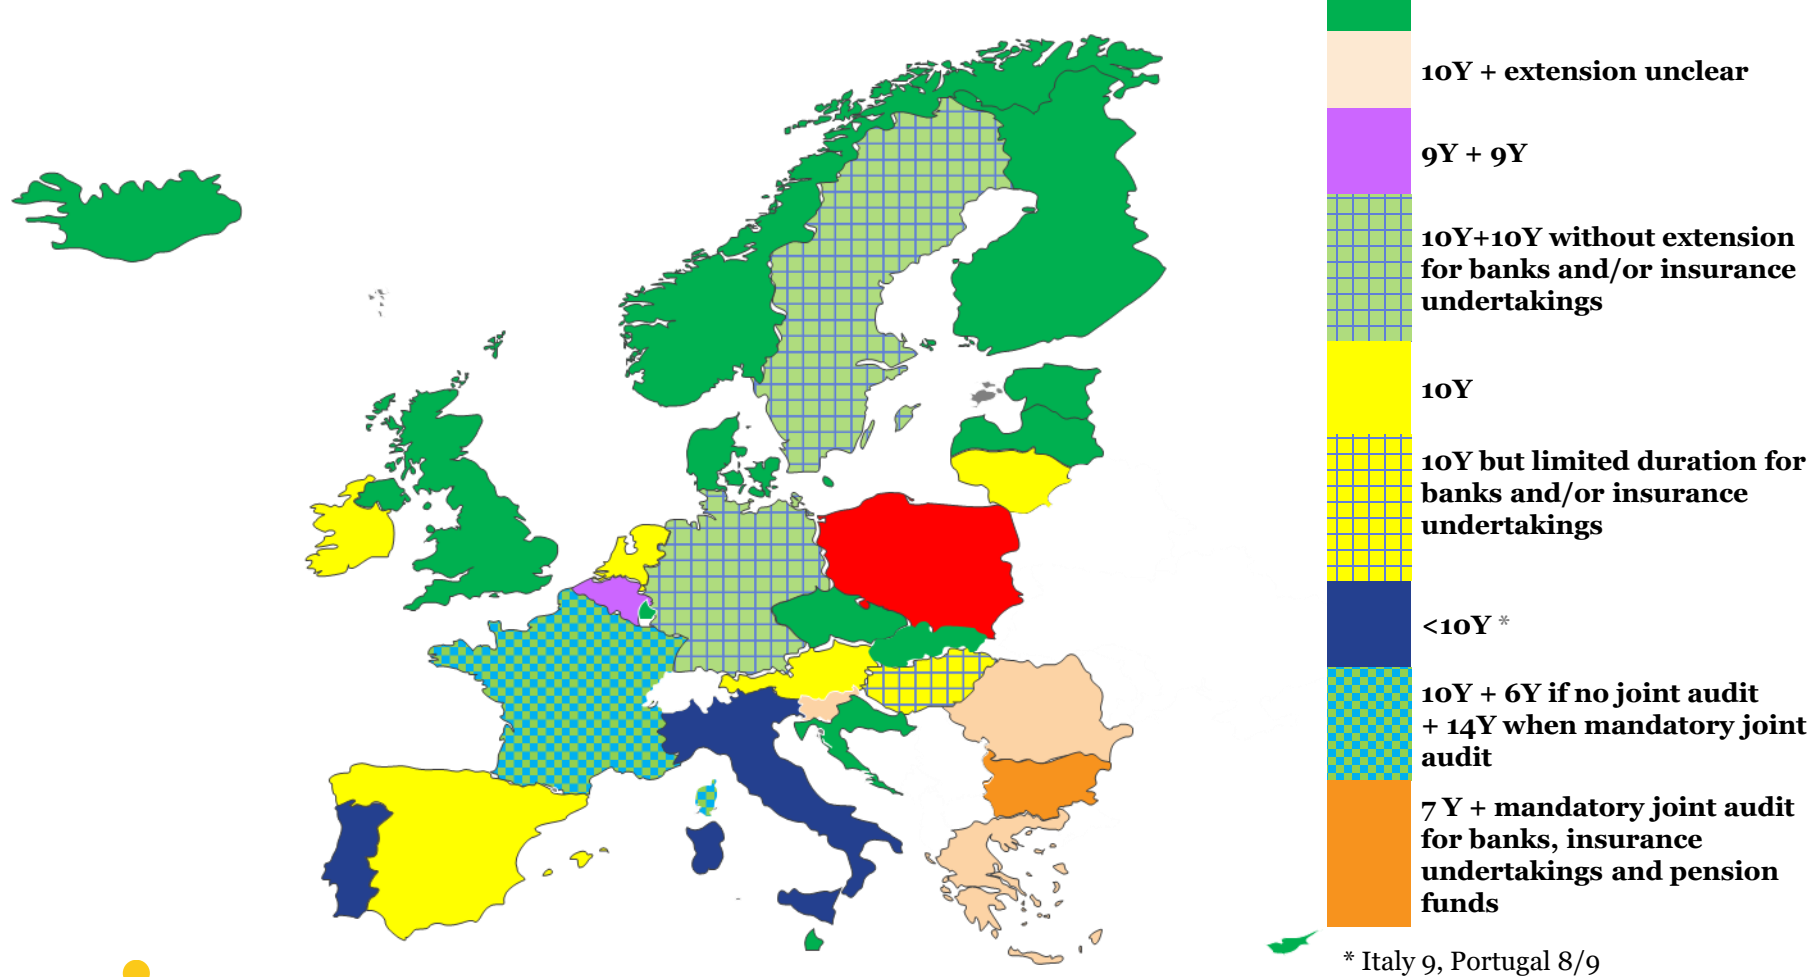 10Y + extension unclear
9Y + 9Y
10Y+10Y without extension
for banks and/or insurance
undertakings
10Y
10Y but limited duration for
banks and/or insurance
undertakings
<10Y *
10Y + 6Y if no joint audit
+ 14Y when mandatory joint
audit
7 Y + mandatory joint audit
for banks, insurance
undertakings and pension
funds
* Italy 9, Portugal 8/9